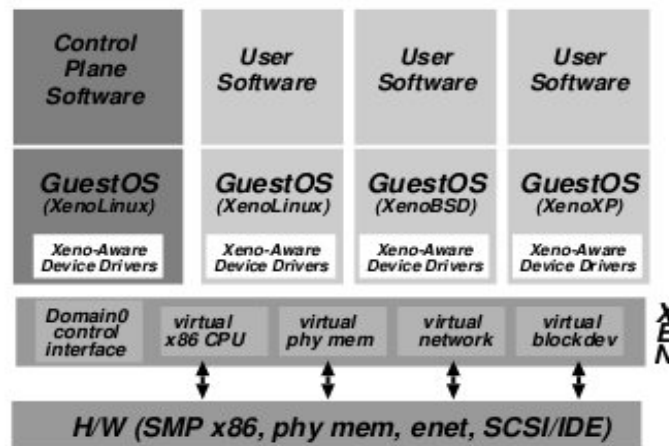 Control
Plane
Software
User
Software
User
Software
User
Software
GuestOS
(XenoLinux)
Xeno-Aware
Device Drivers
GuestOS
(XenoLinux)
Xeno-Aware
Device Drivers
GuestOS
(XenoBSD)
Xeno-Aware
Device Drivers
GuestOS
(XenoXP)
Xeno-Aware
Device Drivers
Domain0
control
interface
virtual
x86 CPU
virtual
phy mem
virtual
network
virtual
blockdev
X
E
N
H/W (SMP x86, phy mem, enet, SCSI/IDE)